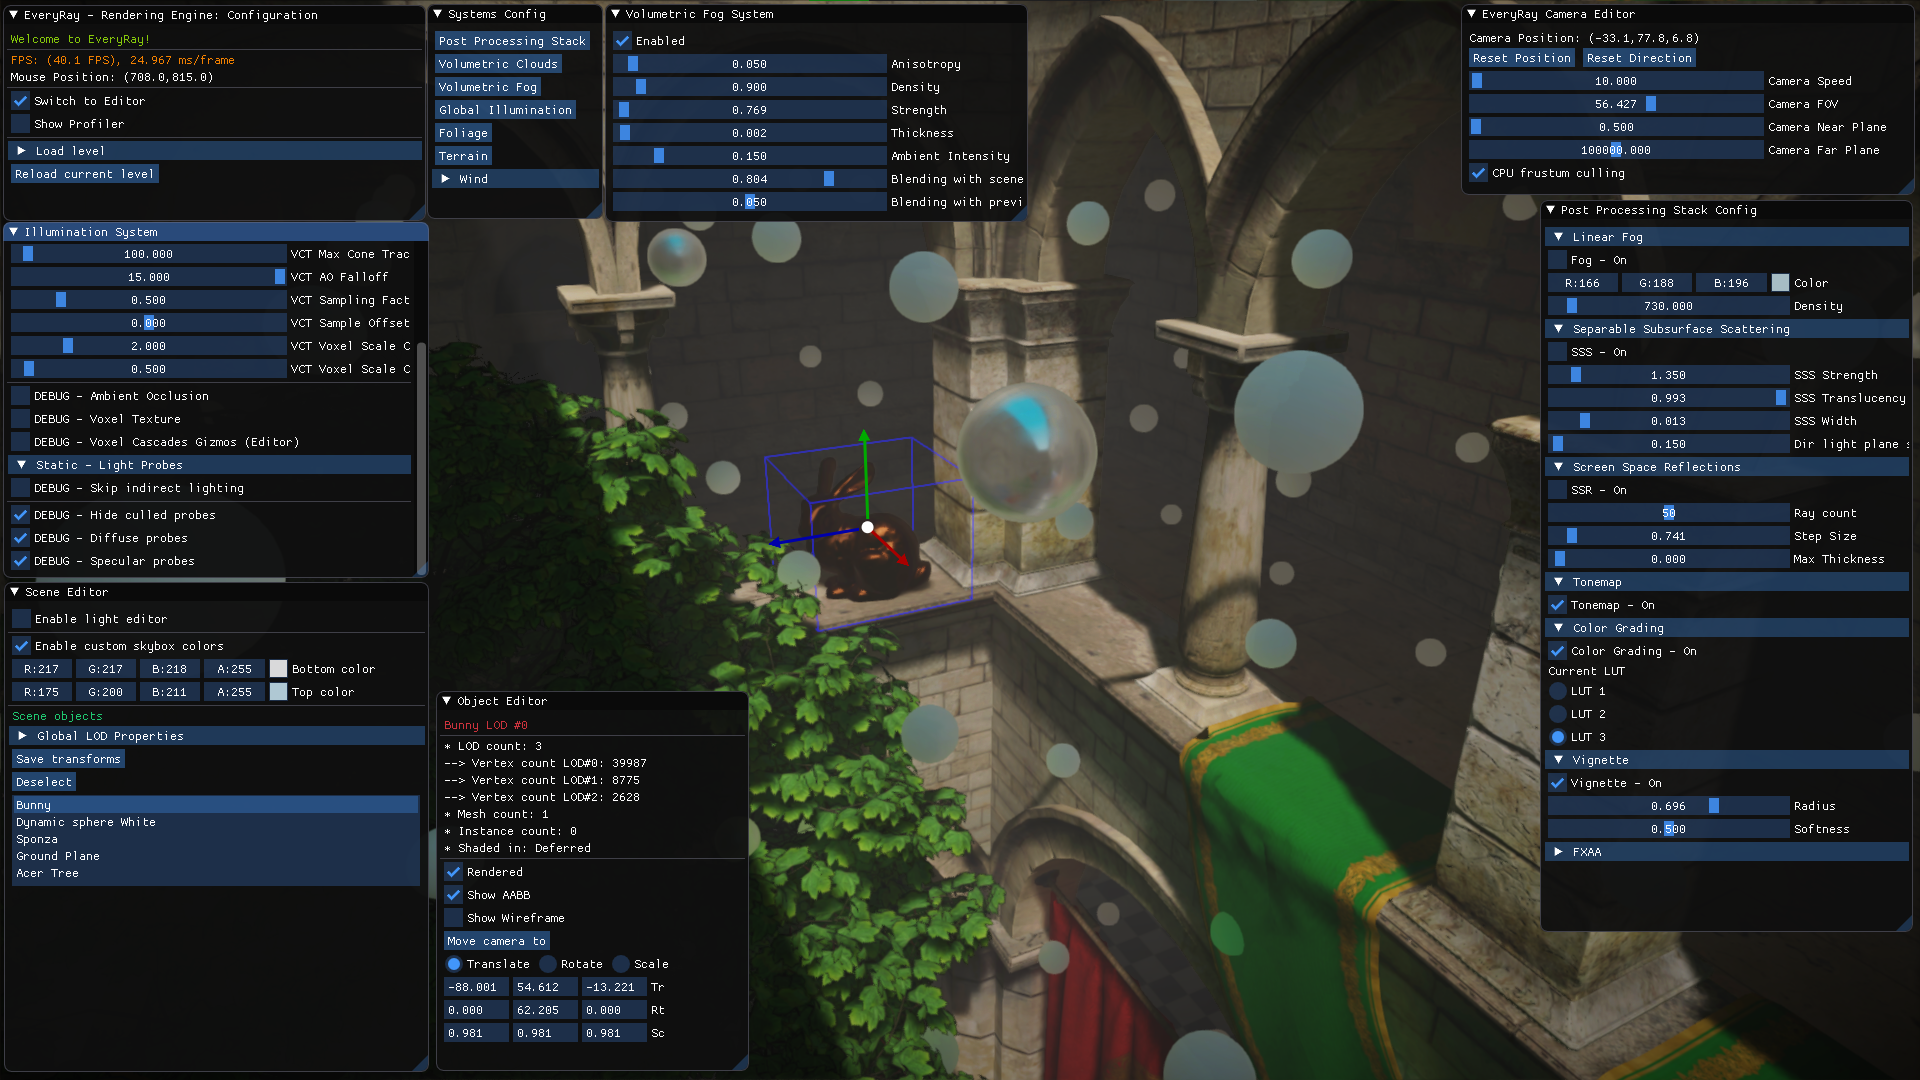 EveryRay - Rendering Engine: Configuration
Welcome to EveryRay!
FPS: (40.1 FPS), 24.967 ms/frame
Mouse Position: (708.0,815.0)
Switch to Editor
Show Profiler
Load level
Reload current level
Systems Config
Post Processing Stack
Volumetric Clouds
Volumetric Fog
Global Illumination
Foliage
Terrain
Wind
Volumetric Fog System
Enabled
0.050 Anisotropy
0.900 Density
0.769 Strength
0.002 Thickness
0.150 Ambient Intensity
0.804 Blending with scene
0.050 Blending with previ
EveryRay Camera Editor
Camera Position: (-33.1,77.8,6.8)
Reset Position Reset Direction
10.000 Camera Speed
56.427 Camera FOV
0.500 Camera Near Plane
100000.000 Camera Far Plane
CPU frustum culling
Illumination System
100.000 VCT Max Cone Trac
15.000 VCT AO Falloff
0.500 VCT Sampling Fact
0.000 VCT Sample Offset
2.000 VCT Voxel Scale C
0.500 VCT Voxel Scale C
DEBUG - Ambient Occlusion
DEBUG - Voxel Texture
DEBUG - Voxel Cascades Gizmos (Editor)
Static - Light Probes
DEBUG - Skip indirect lighting
DEBUG - Hide culled probes
DEBUG - Diffuse probes
DEBUG - Specular probes
Scene Editor
Enable light editor
Enable custom skybox colors
R:217 G:217 B:218 A:255 Bottom color
R:175 G:200 B:211 A:255 Top color
Scene objects
Global LOD Properties
Save transforms
Deselect
Bunny
Dynamic sphere White
Sponza
Ground Plane
Acer Tree
Object Editor
Bunny LOD #0
* LOD count: 3
--> Vertex count LOD#0: 39987
--> Vertex count LOD#1: 8775
--> Vertex count LOD#2: 2628
* Mesh count: 1
* Instance count: 0
* Shaded in: Deferred
Rendered
Show AABB
Show Wireframe
Move camera to
Translate Rotate Scale
-88.001 54.612 -13.221 Tr
0.000 62.205 0.000 Rt
0.981 0.981 0.981 Sc
Post Processing Stack Config
Linear Fog
Fog - On
R:166 G:188 B:196 Color
730.000 Density
Separable Subsurface Scattering
SSS - On
1.350 SSS Strength
0.993 SSS Translucency
0.013 SSS Width
0.150 Dir light plane s
Screen Space Reflections
SSR - On
50 Ray count
0.741 Step Size
0.000 Max Thickness
Tonemap
Tonemap - On
Color Grading
Color Grading - On
Current LUT
LUT 1
LUT 2
LUT 3
Vignette
Vignette - On
0.696 Radius
0.500 Softness
FXAA